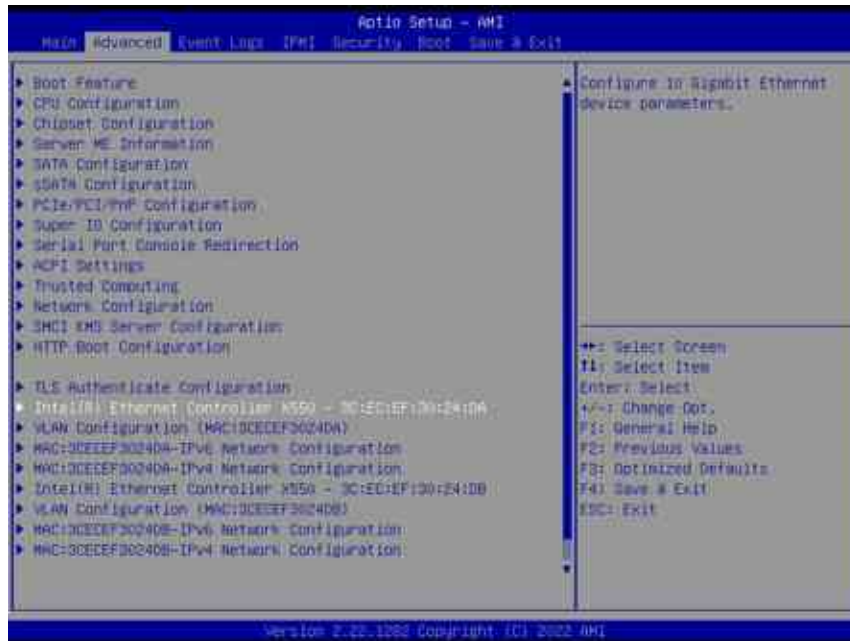 Aptio Setup – AMI
Main Advanced Event Logs IPMI Security Boot Save & Exit
Boot Feature
CPU Configuration
Chipset Configuration
Server ME Information
SATA Configuration
sSATA Configuration
PCIe/PCI/PnP Configuration
Super IO Configuration
Serial Port Console Redirection
ACPI Settings
Trusted Computing
Network Configuration
SMCI KMS Server Configuration
HTTP Boot Configuration
TLS Authenticate Configuration
Intel(R) Ethernet Controller X550 - 3C:EC:EF:30:24:DA
VLAN Configuration (MAC:3CECEF3024DA)
MAC:3CECEF3024DA-IPv6 Network Configuration
MAC:3CECEF3024DA-IPv4 Network Configuration
Intel(R) Ethernet Controller X550 - 3C:EC:EF:30:24:DB
VLAN Configuration (MAC:3CECEF3024DB)
MAC:3CECEF3024DB-IPv6 Network Configuration
MAC:3CECEF3024DB-IPv4 Network Configuration
Configure 10 Gigabit Ethernet
device parameters.
: Select Screen
↑↓: Select Item
Enter: Select
+/-: Change Opt.
F1: General Help
F2: Previous Values
F3: Optimized Defaults
F4: Save & Exit
ESC: Exit
Version 2.22.1282 Copyright (C) 2022 AMI